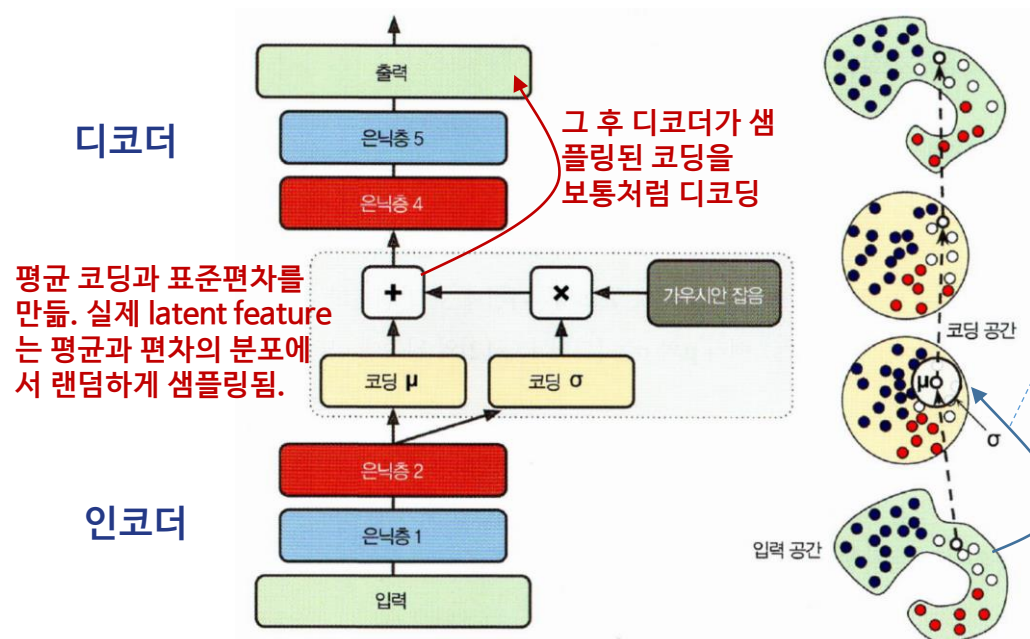 출력
디코더
은닉층 5
그 후 디코더가 샘
플링된 코딩을
보통처럼 디코딩
은닉층 4
평균 코딩과 표준편차를
만듦. 실제 latent feature
는 평균과 편차의 분포에
서 랜덤하게 샘플링됨.
+
×
가우시안 잡음
코딩 μ
코딩 σ
코딩 공간
μ
σ
은닉층 2
인코더
은닉층 1
입력 공간
입력